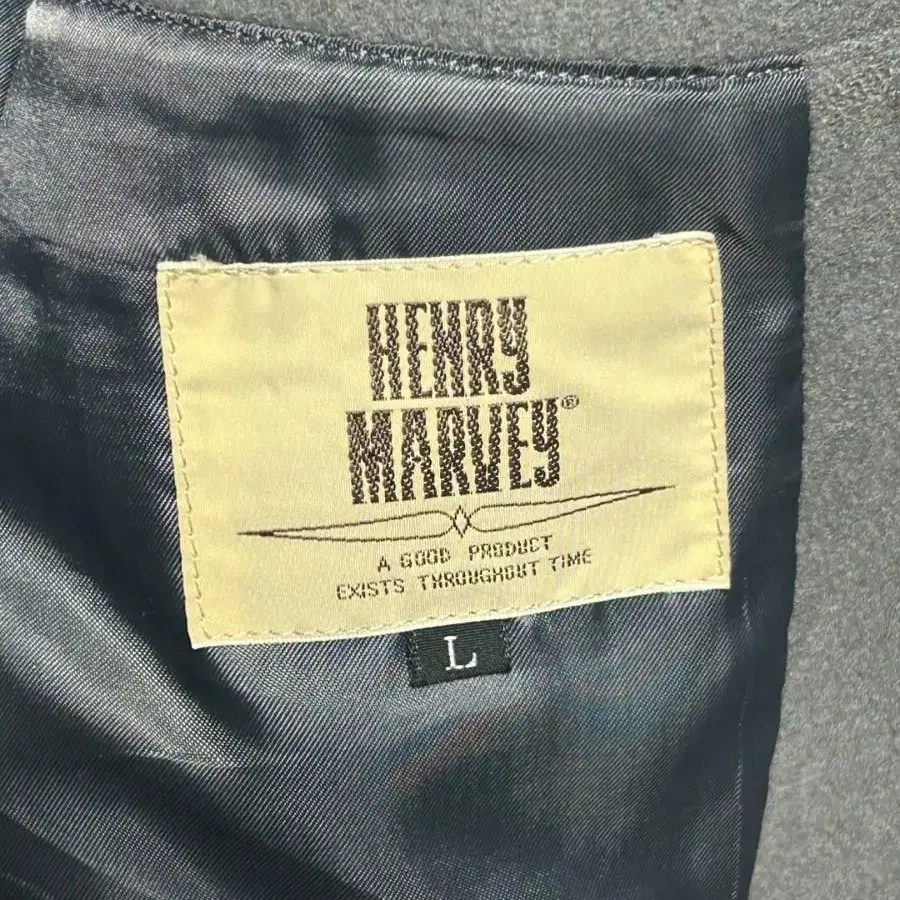 HENRY
MARVEY®
A GOOD PRODUCT
EXISTS THROUGHOUT TIME
L